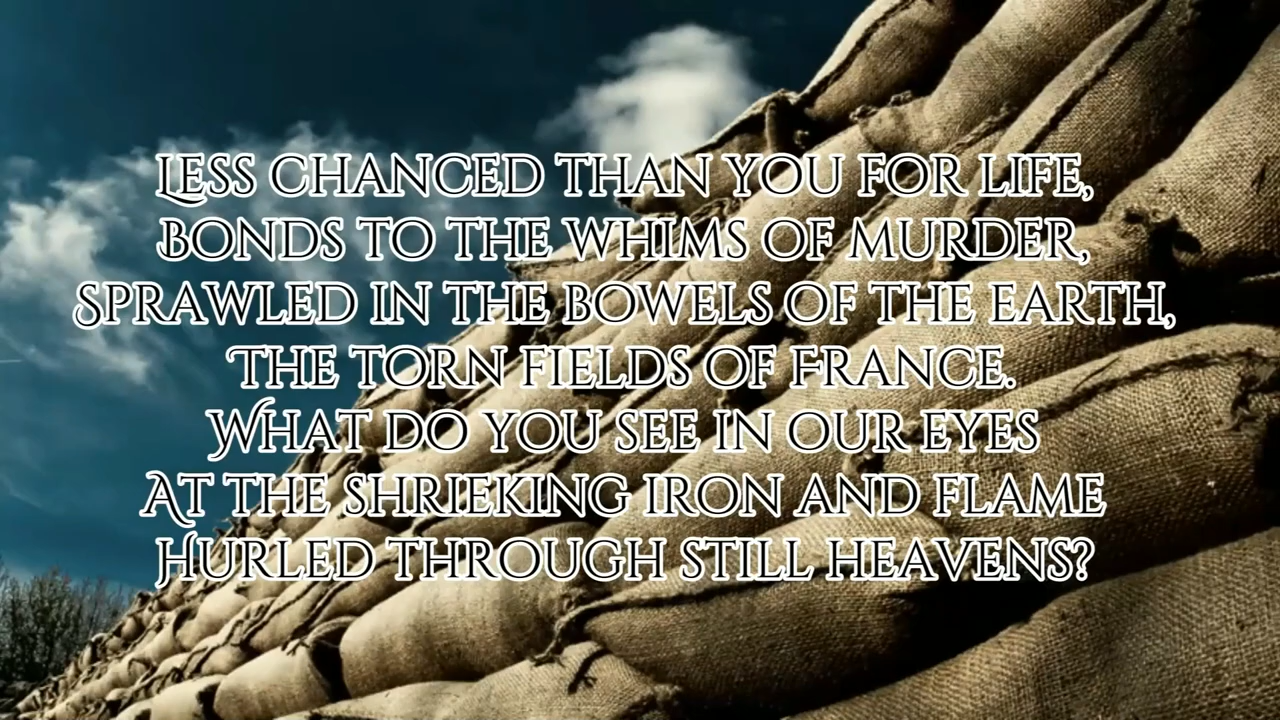 Less chanced than you for life,
Bonds to the whims of murder,
Sprawled in the bowels of the earth,
The torn fields of France.
What do you see in our eyes
At the shrieking iron and flame
Hurled through still heavens?